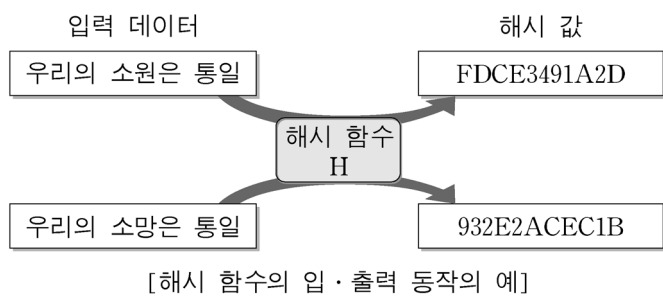 입력 데이터
해시 값
우리의 소원은 통일
FDCE3491A2D
해시 함수
H
우리의 소망은 통일
932E2ACEC1B
[해시 함수의 입 · 출력 동작의 예]